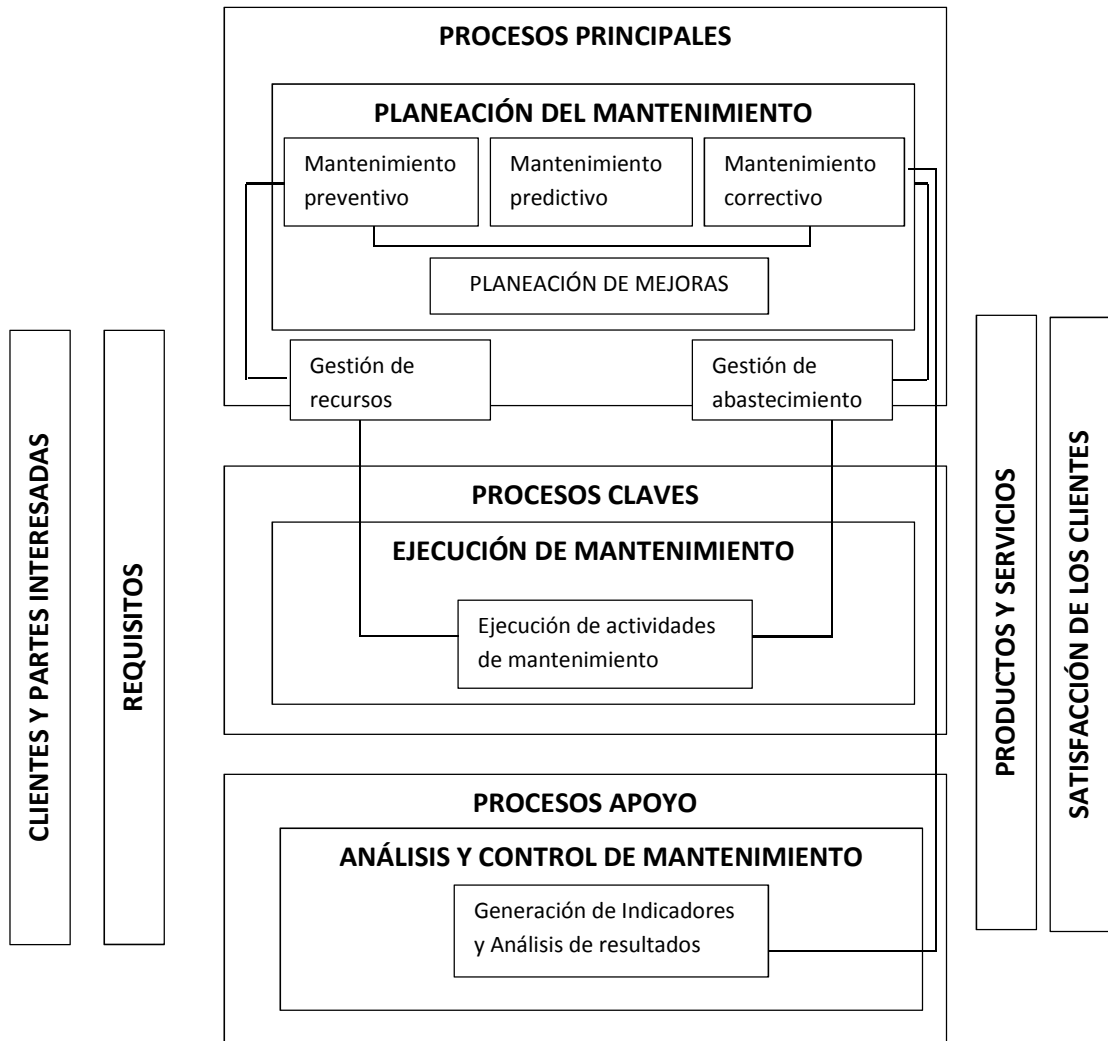 PROCESOS PRINCIPALES
PLANEACIÓN DEL MANTENIMIENTO
Mantenimiento
preventivo
Mantenimiento
predictivo
Mantenimiento
correctivo
PLANEACIÓN DE MEJORAS
Gestión de
recursos
Gestión de
abastecimiento
CLIENTES Y PARTES INTERESADAS
REQUISITOS
PROCESOS CLAVES
EJECUCIÓN DE MANTENIMIENTO
Ejecución de actividades
de mantenimiento
PROCESOS APOYO
ANÁLISIS Y CONTROL DE MANTENIMIENTO
Generación de Indicadores
y Análisis de resultados
PRODUCTOS Y SERVICIOS
SATISFACCIÓN DE LOS CLIENTES